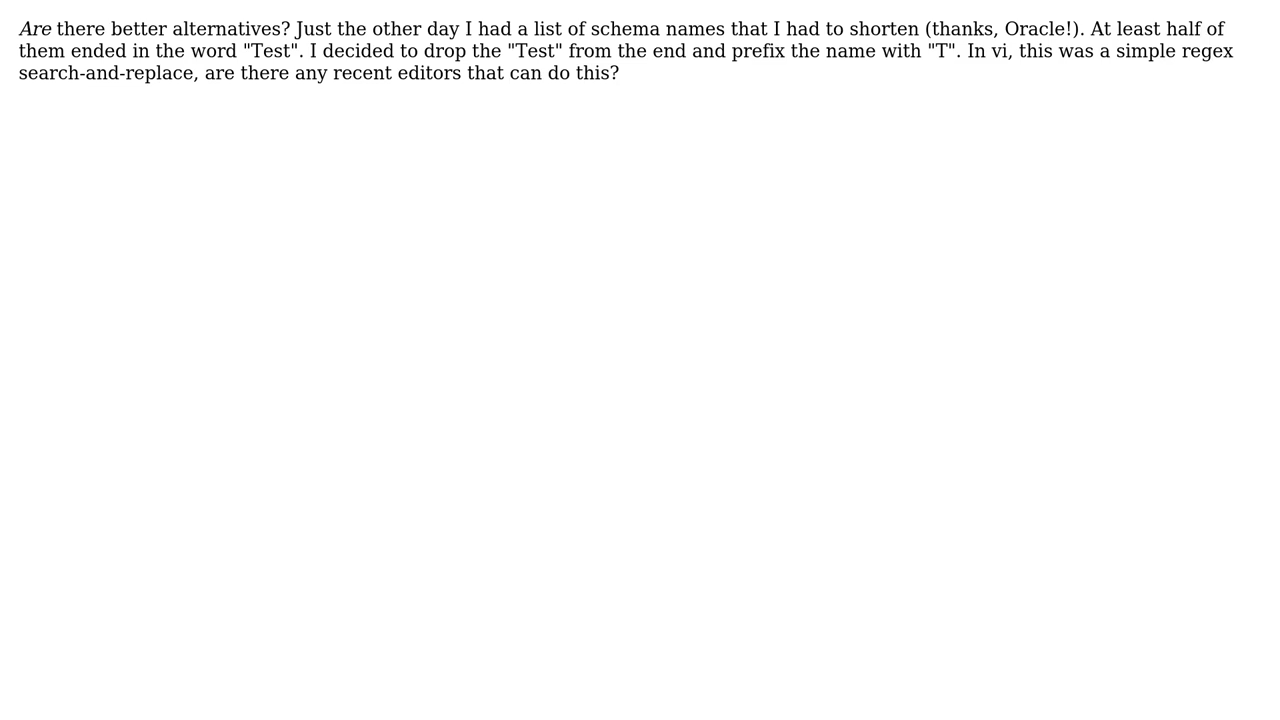 Are there better alternatives? Just the other day I had a list of schema names that I had to shorten (thanks, Oracle!). At least half of
them ended in the word "Test". I decided to drop the "Test" from the end and prefix the name with "T". In vi, this was a simple regex
search-and-replace, are there any recent editors that can do this?